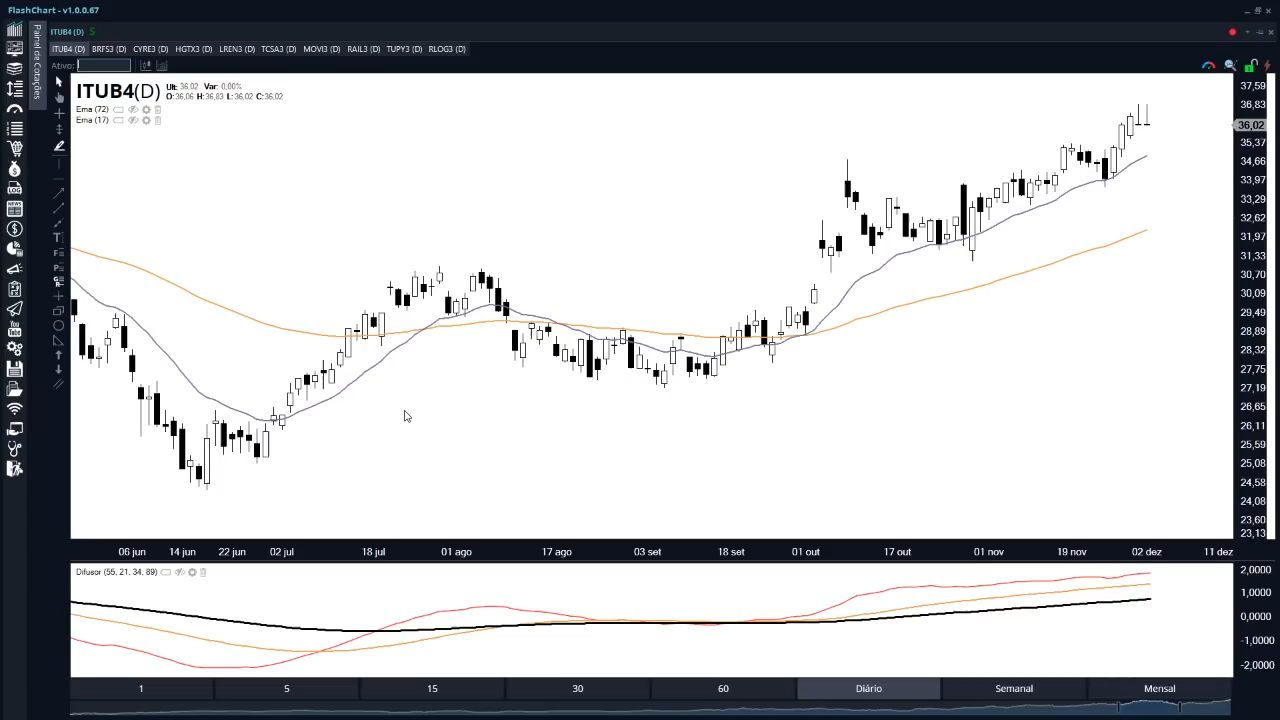 FlashChart - v1.0.0.67
ITUB4 (D) S
Painel de Cotações
ITUB4 (D) BRFS3 (D) CYRE3 (D) HGTX3 (D) LREN3 (D) TCSA3 (D) MOVI3 (D) RAIL3 (D) TUPY3 (D) RLOG3 (D)
Ativo:
ITUB4(D) Ult: 36,02 Var: 0,00%
O:36,06 H:36,83 L:36,02 C:36,02
Ema (72)
Ema (17)
37,59
36,83
36,02
35,37
34,66
33,97
33,29
32,62
31,97
31,33
30,70
30,09
29,49
28,89
28,32
27,75
27,19
26,65
26,11
25,59
25,08
24,58
24,08
23,60
23,13
LOG
NEWS
You
Tube
06 jun 14 jun 22 jun 02 jul 18 jul 01 ago 17 ago 03 set 18 set 01 out 17 out 01 nov 19 nov 02 dez 11 dez
Difusor (55, 21, 34, 89)
2,0000
1,0000
0,0000
-1,0000
-2,0000
1 5 15 30 60 Diário Semanal Mensal